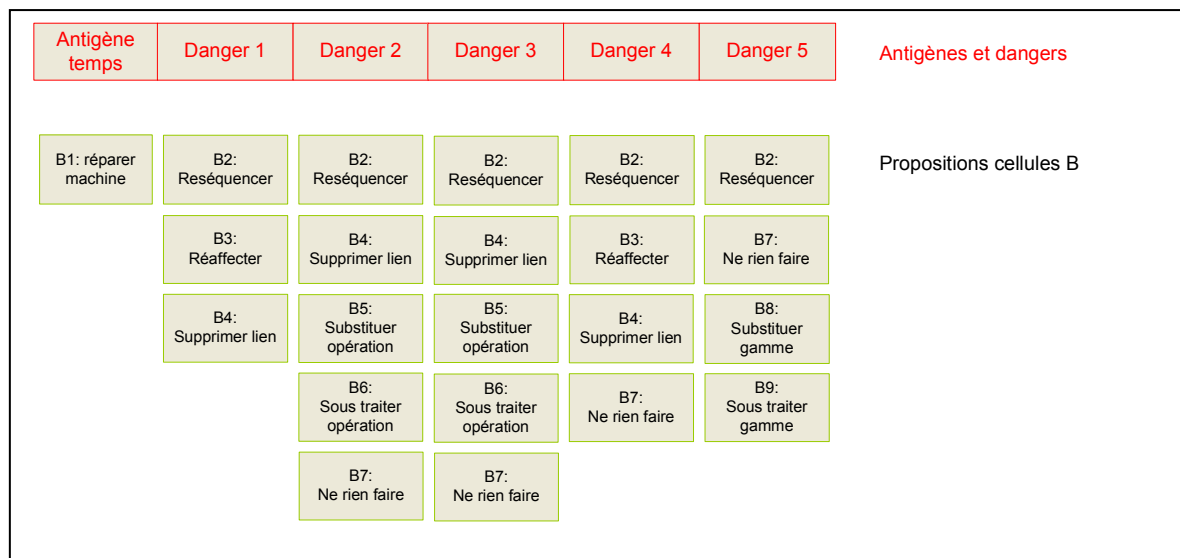 Antigène
temps
Danger 1
Danger 2
Danger 3
Danger 4
Danger 5
Antigènes et dangers
B1: réparer
machine
B2:
Reséquencer
B2:
Reséquencer
B2:
Reséquencer
B2:
Reséquencer
B2:
Reséquencer
Propositions cellules B
B3:
Réaffecter
B4:
Supprimer lien
B4:
Supprimer lien
B3:
Réaffecter
B7:
Ne rien faire
B4:
Supprimer lien
B5:
Substituer
opération
B5:
Substituer
opération
B4:
Supprimer lien
B8:
Substituer
gamme
B6:
Sous traiter
opération
B6:
Sous traiter
opération
B7:
Ne rien faire
B9:
Sous traiter
gamme
B7:
Ne rien faire
B7:
Ne rien faire